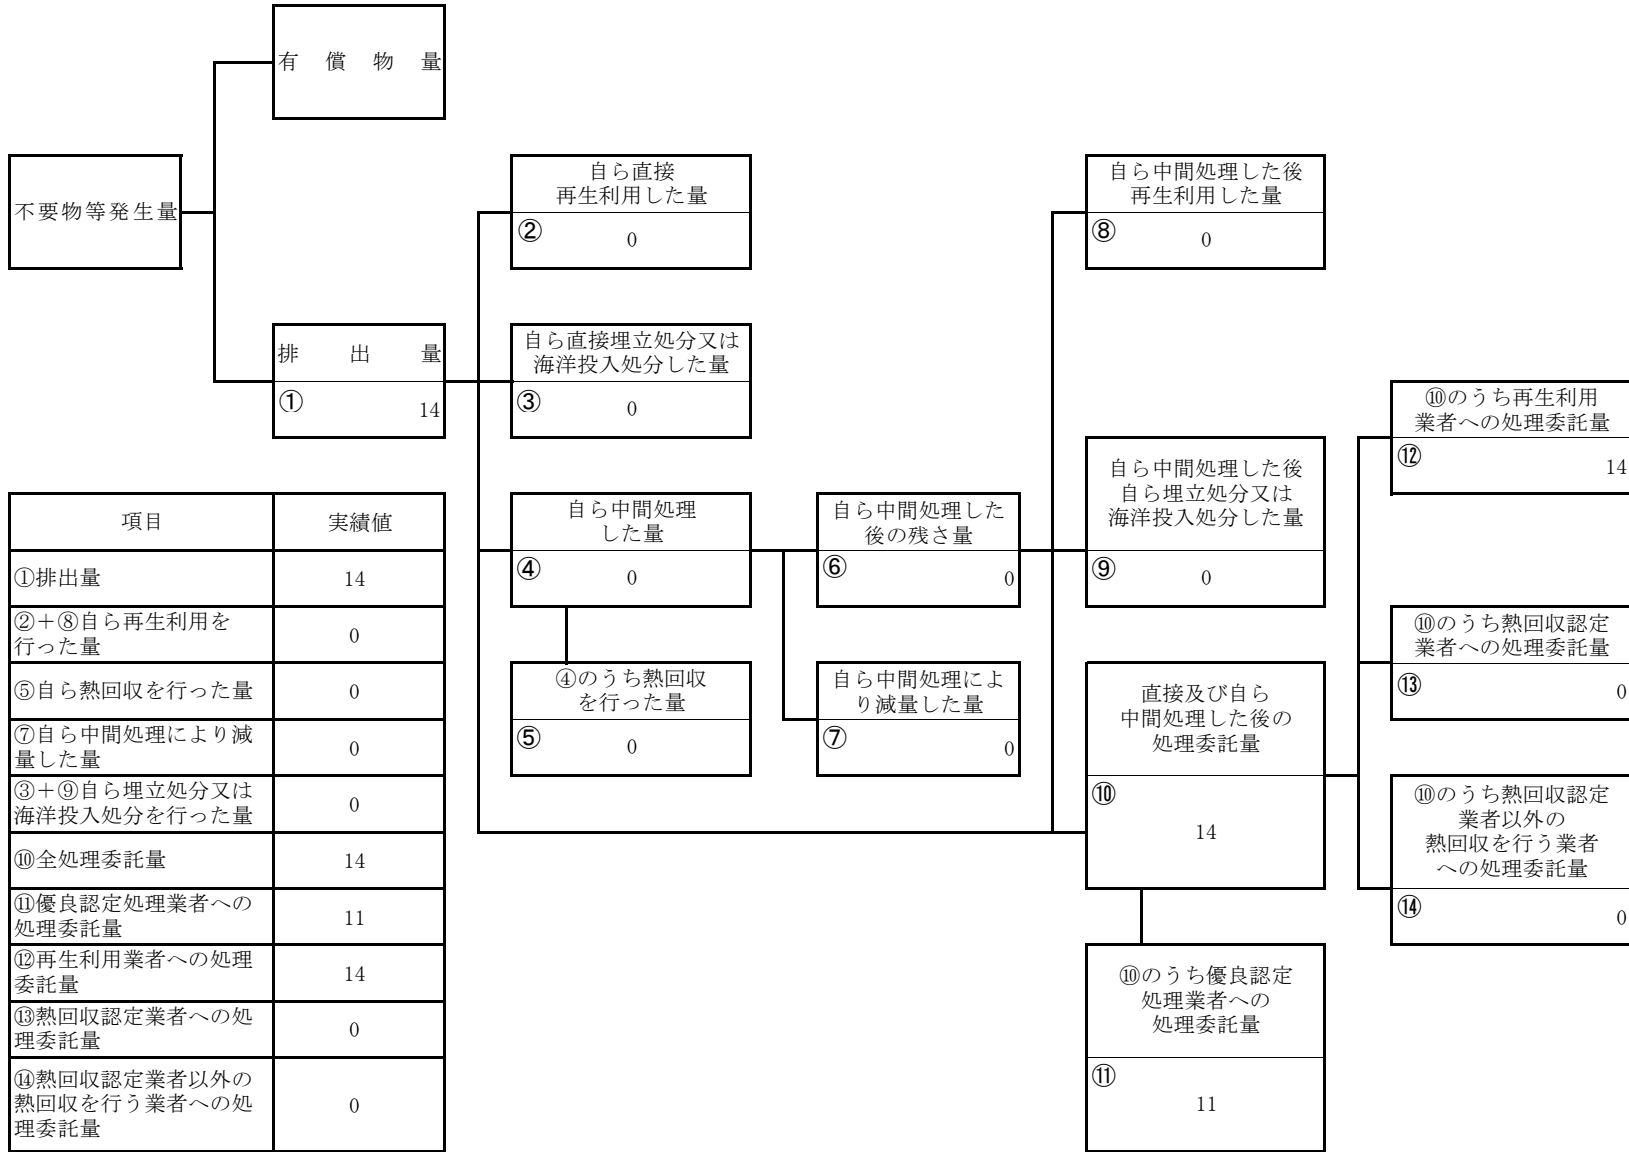 有償物量
不要物等発生量
自ら直接
再生利用した量
② 0
自ら中間処理した後
再生利用した量
⑧ 0
排出量
① 14
自ら直接埋立処分又は
海洋投入処分した量
③ 0
⑩のうち再生利用
業者への処理委託量
⑫ 14
自ら中間処理
した量
④ 0
自ら中間処理した
後の残さ量
⑥ 0
自ら中間処理した後
自ら埋立処分又は
海洋投入処分した量
⑨ 0
⑩のうち熱回収認定
業者への処理委託量
⑬ 0
④のうち熱回収
を行った量
⑤ 0
自ら中間処理によ
り減量した量
⑦ 0
直接及び自ら
中間処理した後の
処理委託量
⑩
14
⑩のうち熱回収認定
業者以外の
熱回収を行う業者
への処理委託量
⑭ 0
⑩のうち優良認定
処理業者への
処理委託量
⑪
11
項目 実績値
①排出量 14
②+⑧自ら再生利用を
行った量 0
⑤自ら熱回収を行った量 0
⑦自ら中間処理により減
量した量 0
③+⑨自ら埋立処分又は
海洋投入処分を行った量 0
⑩全処理委託量 14
⑪優良認定処理業者への
処理委託量 11
⑫再生利用業者への処理
委託量 14
⑬熱回収認定業者への処
理委託量 0
⑭熱回収認定業者以外の
熱回収を行う業者への処
理委託量 0